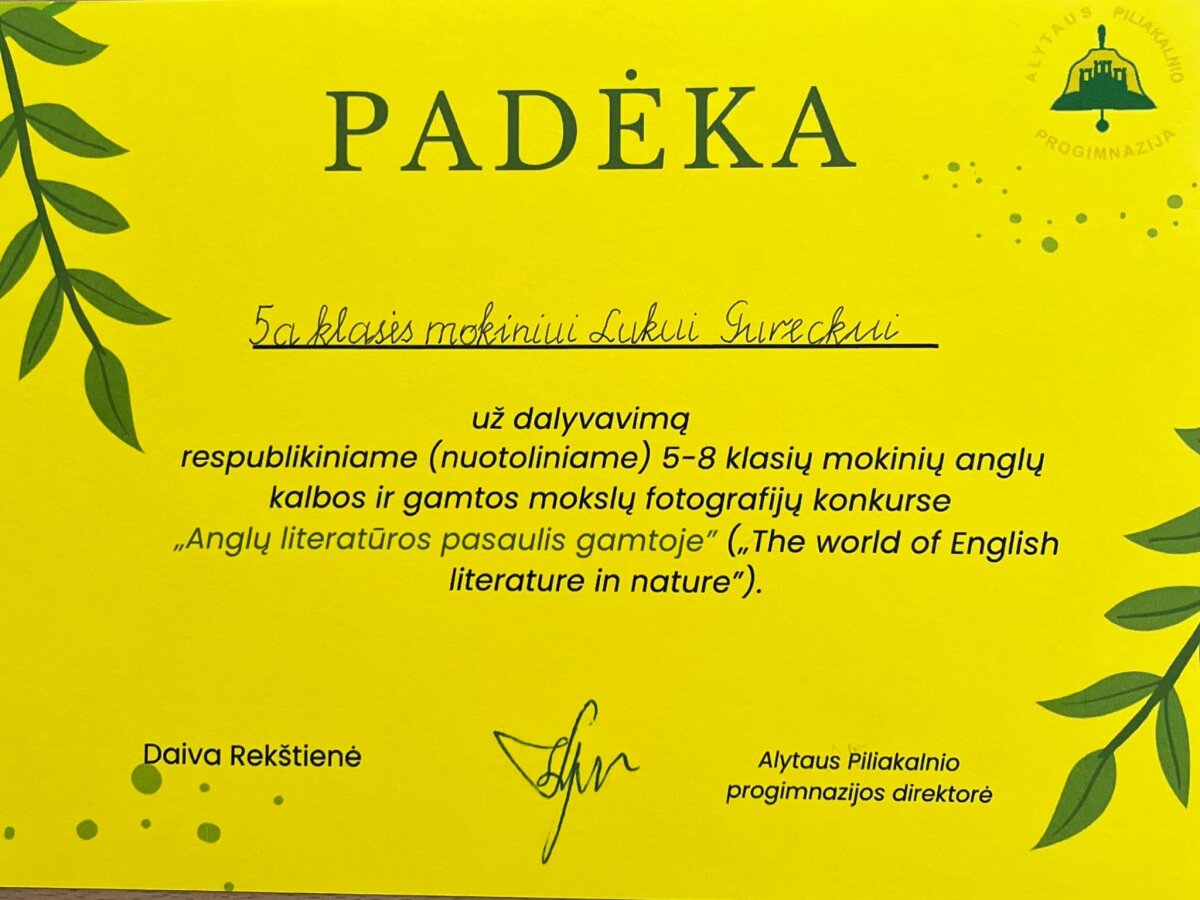 ALYTAUS PILIAKALNIO
PROGIMNAZIJA
PADĖKA
5a klasės mokiniui Lukui Gureckui
už dalyvavimą
respublikiniame (nuotoliniame) 5-8 klasių mokinių anglų
kalbos ir gamtos mokslų fotografijų konkurse
„Anglų literatūros pasaulis gamtoje” („The world of English
literature in nature”).
Daiva Rekštienė
Alytaus Piliakalnio
progimnazijos direktorė